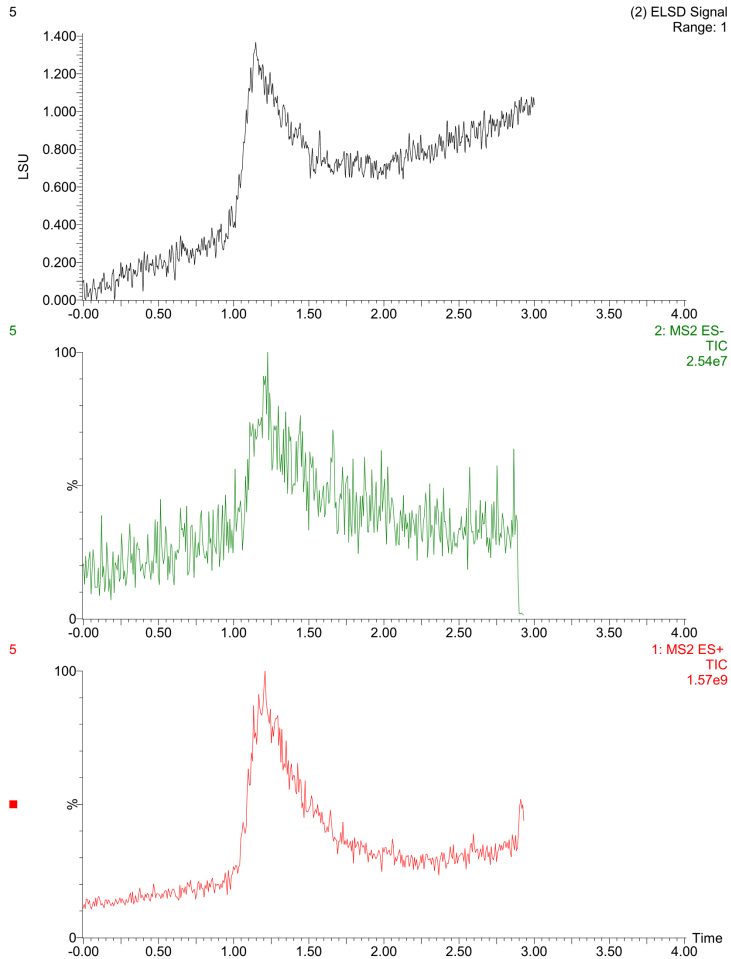 5
(2) ELSD Signal
Range: 1
1.400
1.200
1.000
0.800
LSU
0.600
0.400
0.200
0.000
-0.00 0.50 1.00 1.50 2.00 2.50 3.00 3.50 4.00
5
2: MS2 ES-
TIC
2.54e7
100
%
0
-0.00 0.50 1.00 1.50 2.00 2.50 3.00 3.50 4.00
5
1: MS2 ES+
TIC
1.57e9
100
%
0
Time
-0.00 0.50 1.00 1.50 2.00 2.50 3.00 3.50 4.00